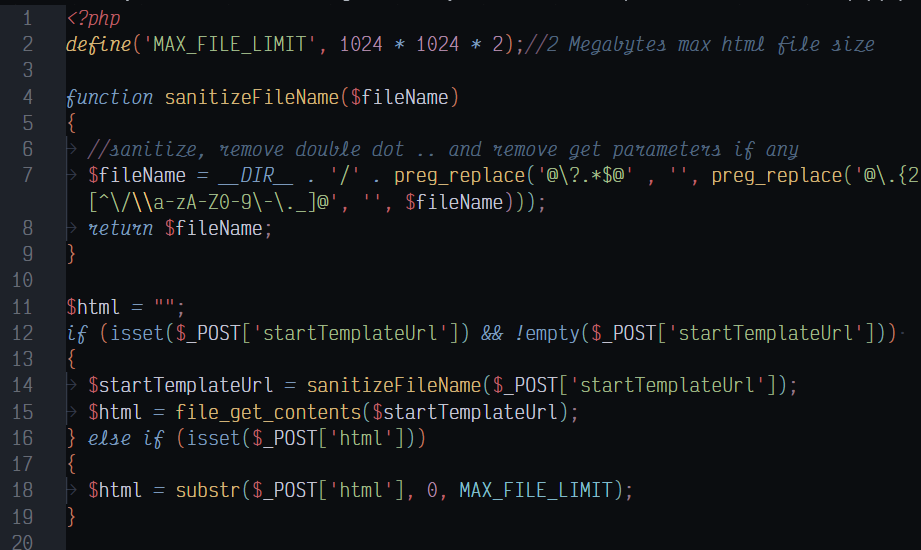 1 <?php
2 define('MAX_FILE_LIMIT', 1024 * 1024 * 2);//2 Megabytes max html file size
3
4 function sanitizeFileName($fileName)
5 {
6 //sanitize, remove double dot .. and remove get parameters if any
7 $fileName = __DIR__ . '/' . preg_replace('@\?.*$@' , '', preg_replace('@\.{2
[^\/\\a-zA-Z0-9\-\._]@', '', $fileName)));
8 return $fileName;
9 }
10
11 $html = "";
12 if (isset($_POST['startTemplateUrl']) && !empty($_POST['startTemplateUrl']))
13 {
14 $startTemplateUrl = sanitizeFileName($_POST['startTemplateUrl']);
15 $html = file_get_contents($startTemplateUrl);
16 } else if (isset($_POST['html']))
17 {
18 $html = substr($_POST['html'], 0, MAX_FILE_LIMIT);
19 }
20